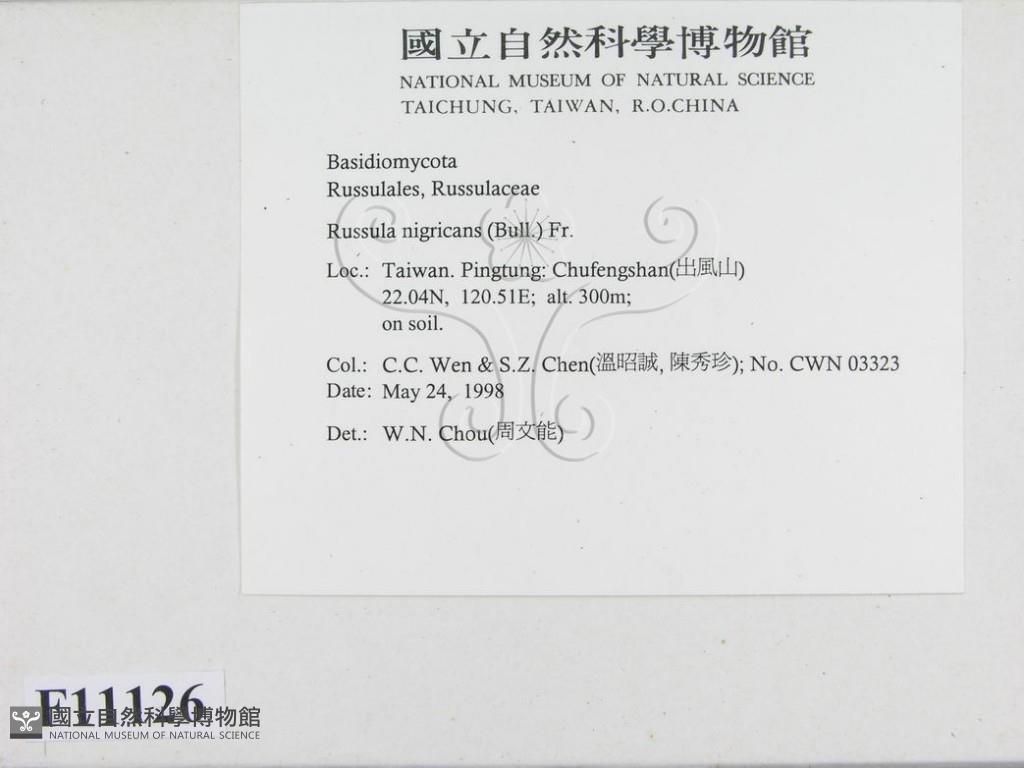 國立自然科學博物館
NATIONAL MUSEUM OF NATURAL SCIENCE
TAICHUNG, TAIWAN, R.O.CHINA
Basidiomycota
Russulales, Russulaceae
Russula nigricans (Bull.) Fr.
Loc.: Taiwan. Pingtung: Chufengshan(出風山)
22.04N, 120.51E; alt. 300m;
on soil.
Col.: C.C. Wen & S.Z. Chen(溫昭誠, 陳秀珍); No. CWN 03323
Date: May 24, 1998
Det.: W.N. Chou(周文能)
F11126
國立自然科學博物館
NATIONAL MUSEUM OF NATURAL SCIENCE